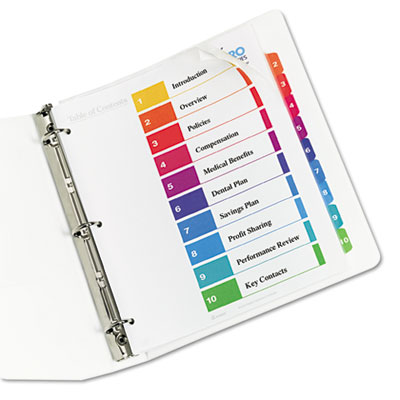 Table of Contents
1 Introduction
2 Overview
3 Policies
4 Compensation
5 Medical Benefits
6 Dental Plan
7 Savings Plan
8 Profit Sharing
9 Performance Review
10 Key Contacts
RO
2
3
4
5
6
7
8
9
10